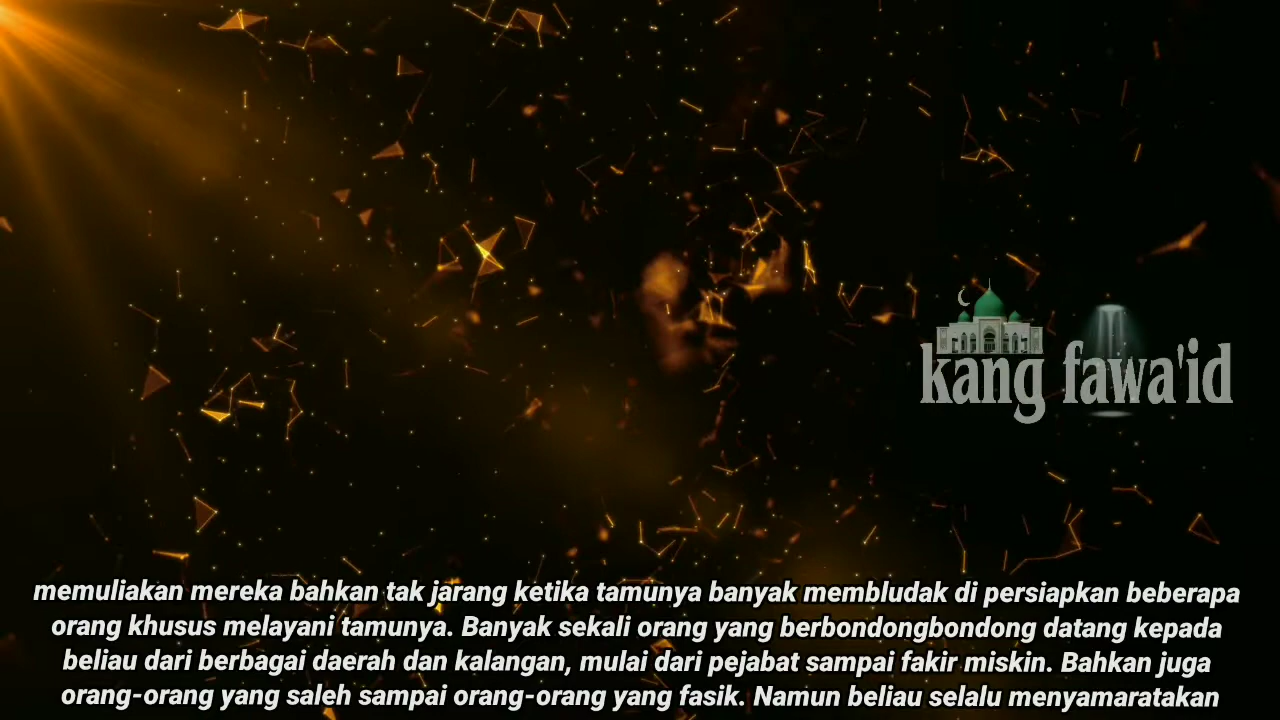 kang fawa'id
memuliakan mereka bahkan tak jarang ketika tamunya banyak membludak di persiapkan beberapa
orang khusus melayani tamunya. Banyak sekali orang yang berbondongbondong datang kepada
beliau dari berbagai daerah dan kalangan, mulai dari pejabat sampai fakir miskin. Bahkan juga
orang-orang yang saleh sampai orang-orang yang fasik. Namun beliau selalu menyamaratakan